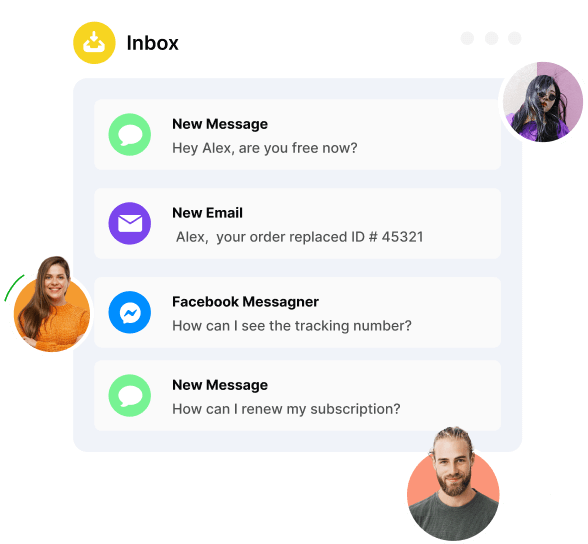 Inbox
New Message
Hey Alex, are you free now?
New Email
Alex,  your order replaced ID # 45321
Facebook Messagner
How can I see the tracking number?
New Message
How can I renew my subscription?